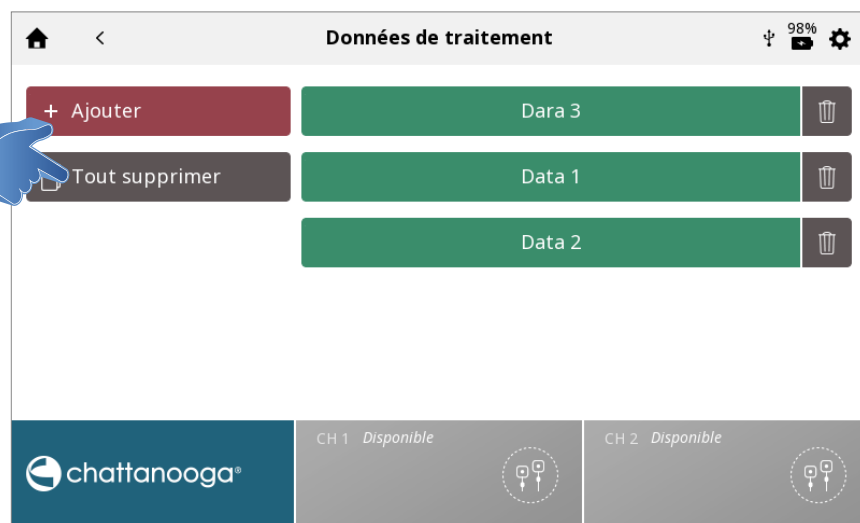 Données de traitement
98%
+ Ajouter
Dara 3
Tout supprimer
Data 1
Data 2
chattanooga®
CH 1 Disponible
CH 2 Disponible